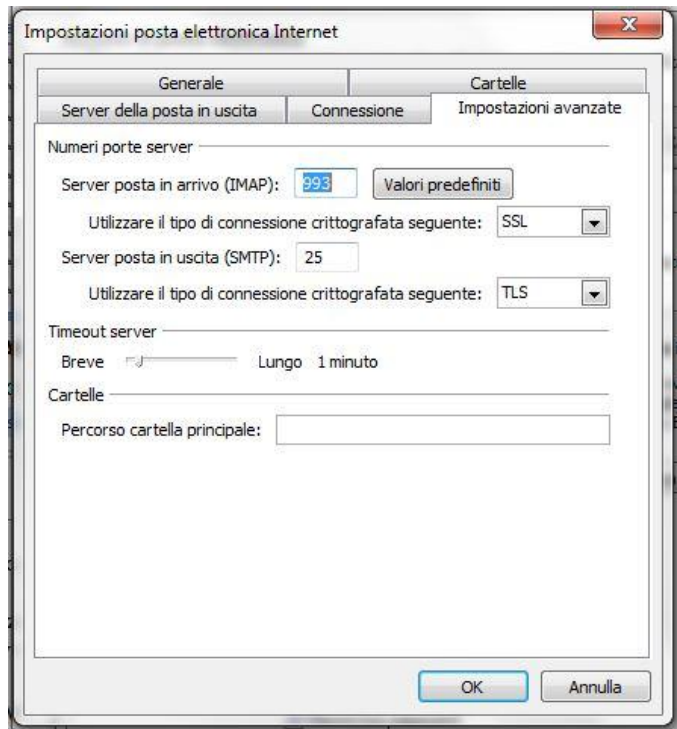 Impostazioni posta elettronica Internet
Generale
Cartelle
Server della posta in uscita
Connessione
Impostazioni avanzate
Numeri porte server
Server posta in arrivo (IMAP): 993 Valori predefiniti
Utilizzare il tipo di connessione crittografata seguente: SSL
Server posta in uscita (SMTP): 25
Utilizzare il tipo di connessione crittografata seguente: TLS
Timeout server
Breve Lungo 1 minuto
Cartelle
Percorso cartella principale:
OK Annulla